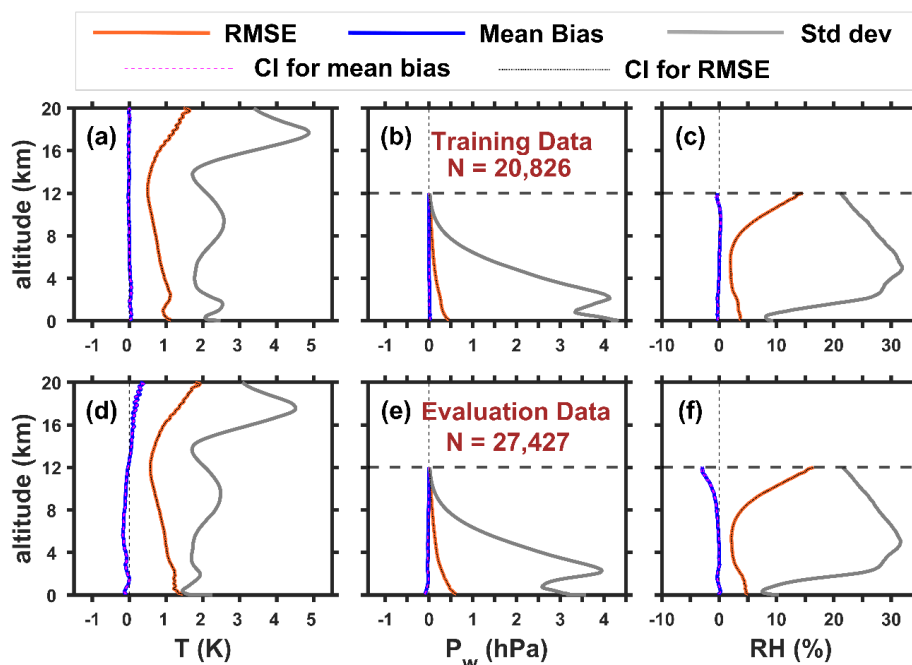 RMSE Mean Bias Std dev
CI for mean bias CI for RMSE
20 (a) (b) Training Data (c)
N = 20,826
16
12
8
4
0
altitude (km)
-1 0 1 2 3 4 5 -1 0 1 2 3 4 -10 0 10 20 30
20 (d) (e) Evaluation Data (f)
N = 27,427
16
12
8
4
0
altitude (km)
-1 0 1 2 3 4 5 -1 0 1 2 3 4 -10 0 10 20 30
T (K) P_w (hPa) RH (%)